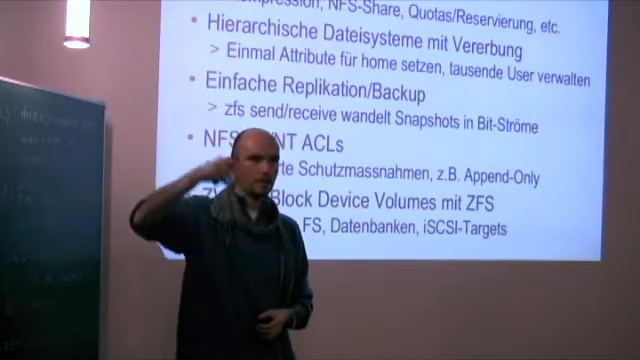 NFS-Share, Quotas/Reservierung, etc.
• Hierarchische Dateisysteme mit Vererbung
> Einmal Attribute für home setzen, tausende User verwalten
• Einfache Replikation/Backup
> zfs send/receive wandelt Snapshots in Bit-Ströme
• NFS NT ACLs
Schutzmassnahmen, z.B. Append-Only
• Block Device Volumes mit ZFS
FS, Datenbanken, iSCSI-Targets